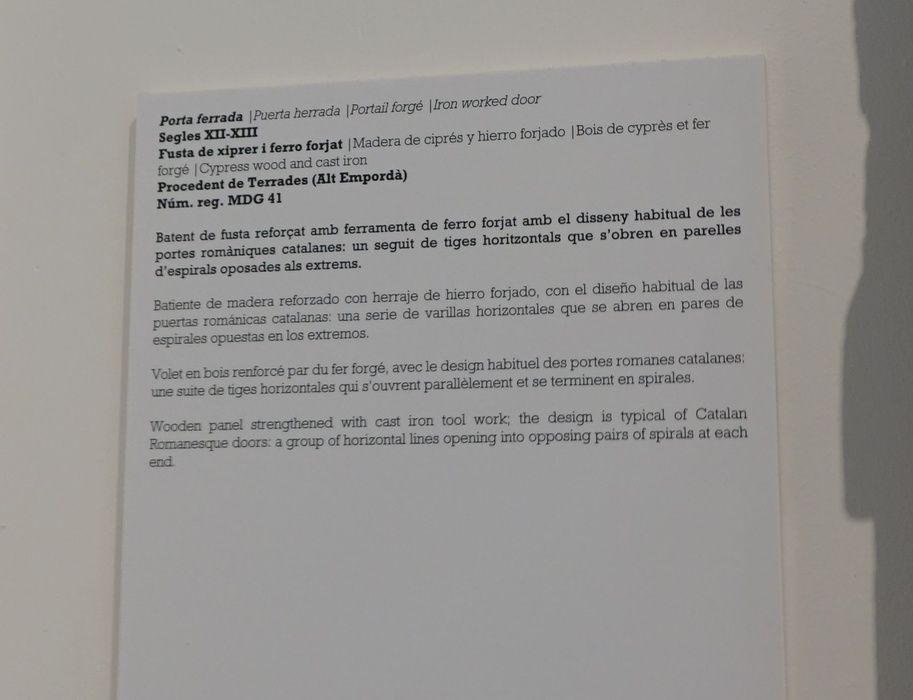 Porta ferrada |Puerta herrada |Portail forgé |Iron worked door
Segles XII-XIII
Fusta de xiprer i ferro forjat |Madera de ciprés y hierro forjado |Bois de cyprès et fer
forgé |Cypress wood and cast iron
Procedent de Terrades (Alt Empordà)
Núm. reg. MDG 41
Batent de fusta reforçat amb ferramenta de ferro forjat amb el disseny habitual de les
portes romàniques catalanes: un seguit de tiges horitzontals que s'obren en parelles
d'espirals oposades als extrems.
Batiente de madera reforzado con herraje de hierro forjado, con el diseño habitual de las
puertas románicas catalanas: una serie de varillas horizontales que se abren en pares de
espirales opuestas en los extremos.
Volet en bois renforcé par du fer forgé, avec le design habituel des portes romanes catalanes:
une suite de tiges horizontales qui s'ouvrent parallèlement et se terminent en spirales.
Wooden panel strengthened with cast iron tool work; the design is typical of Catalan
Romanesque doors: a group of horizontal lines opening into opposing pairs of spirals at each
end.